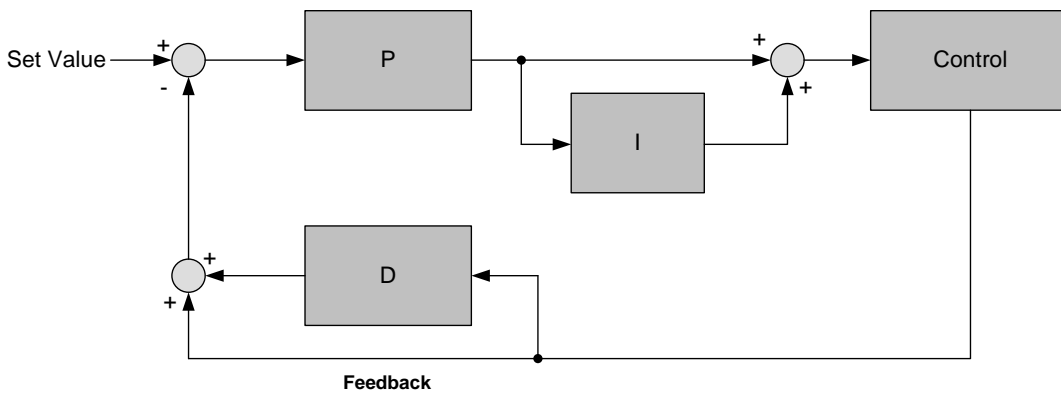 +
+
Set Value
P
Control
-
+
I
+
D
+
Feedback